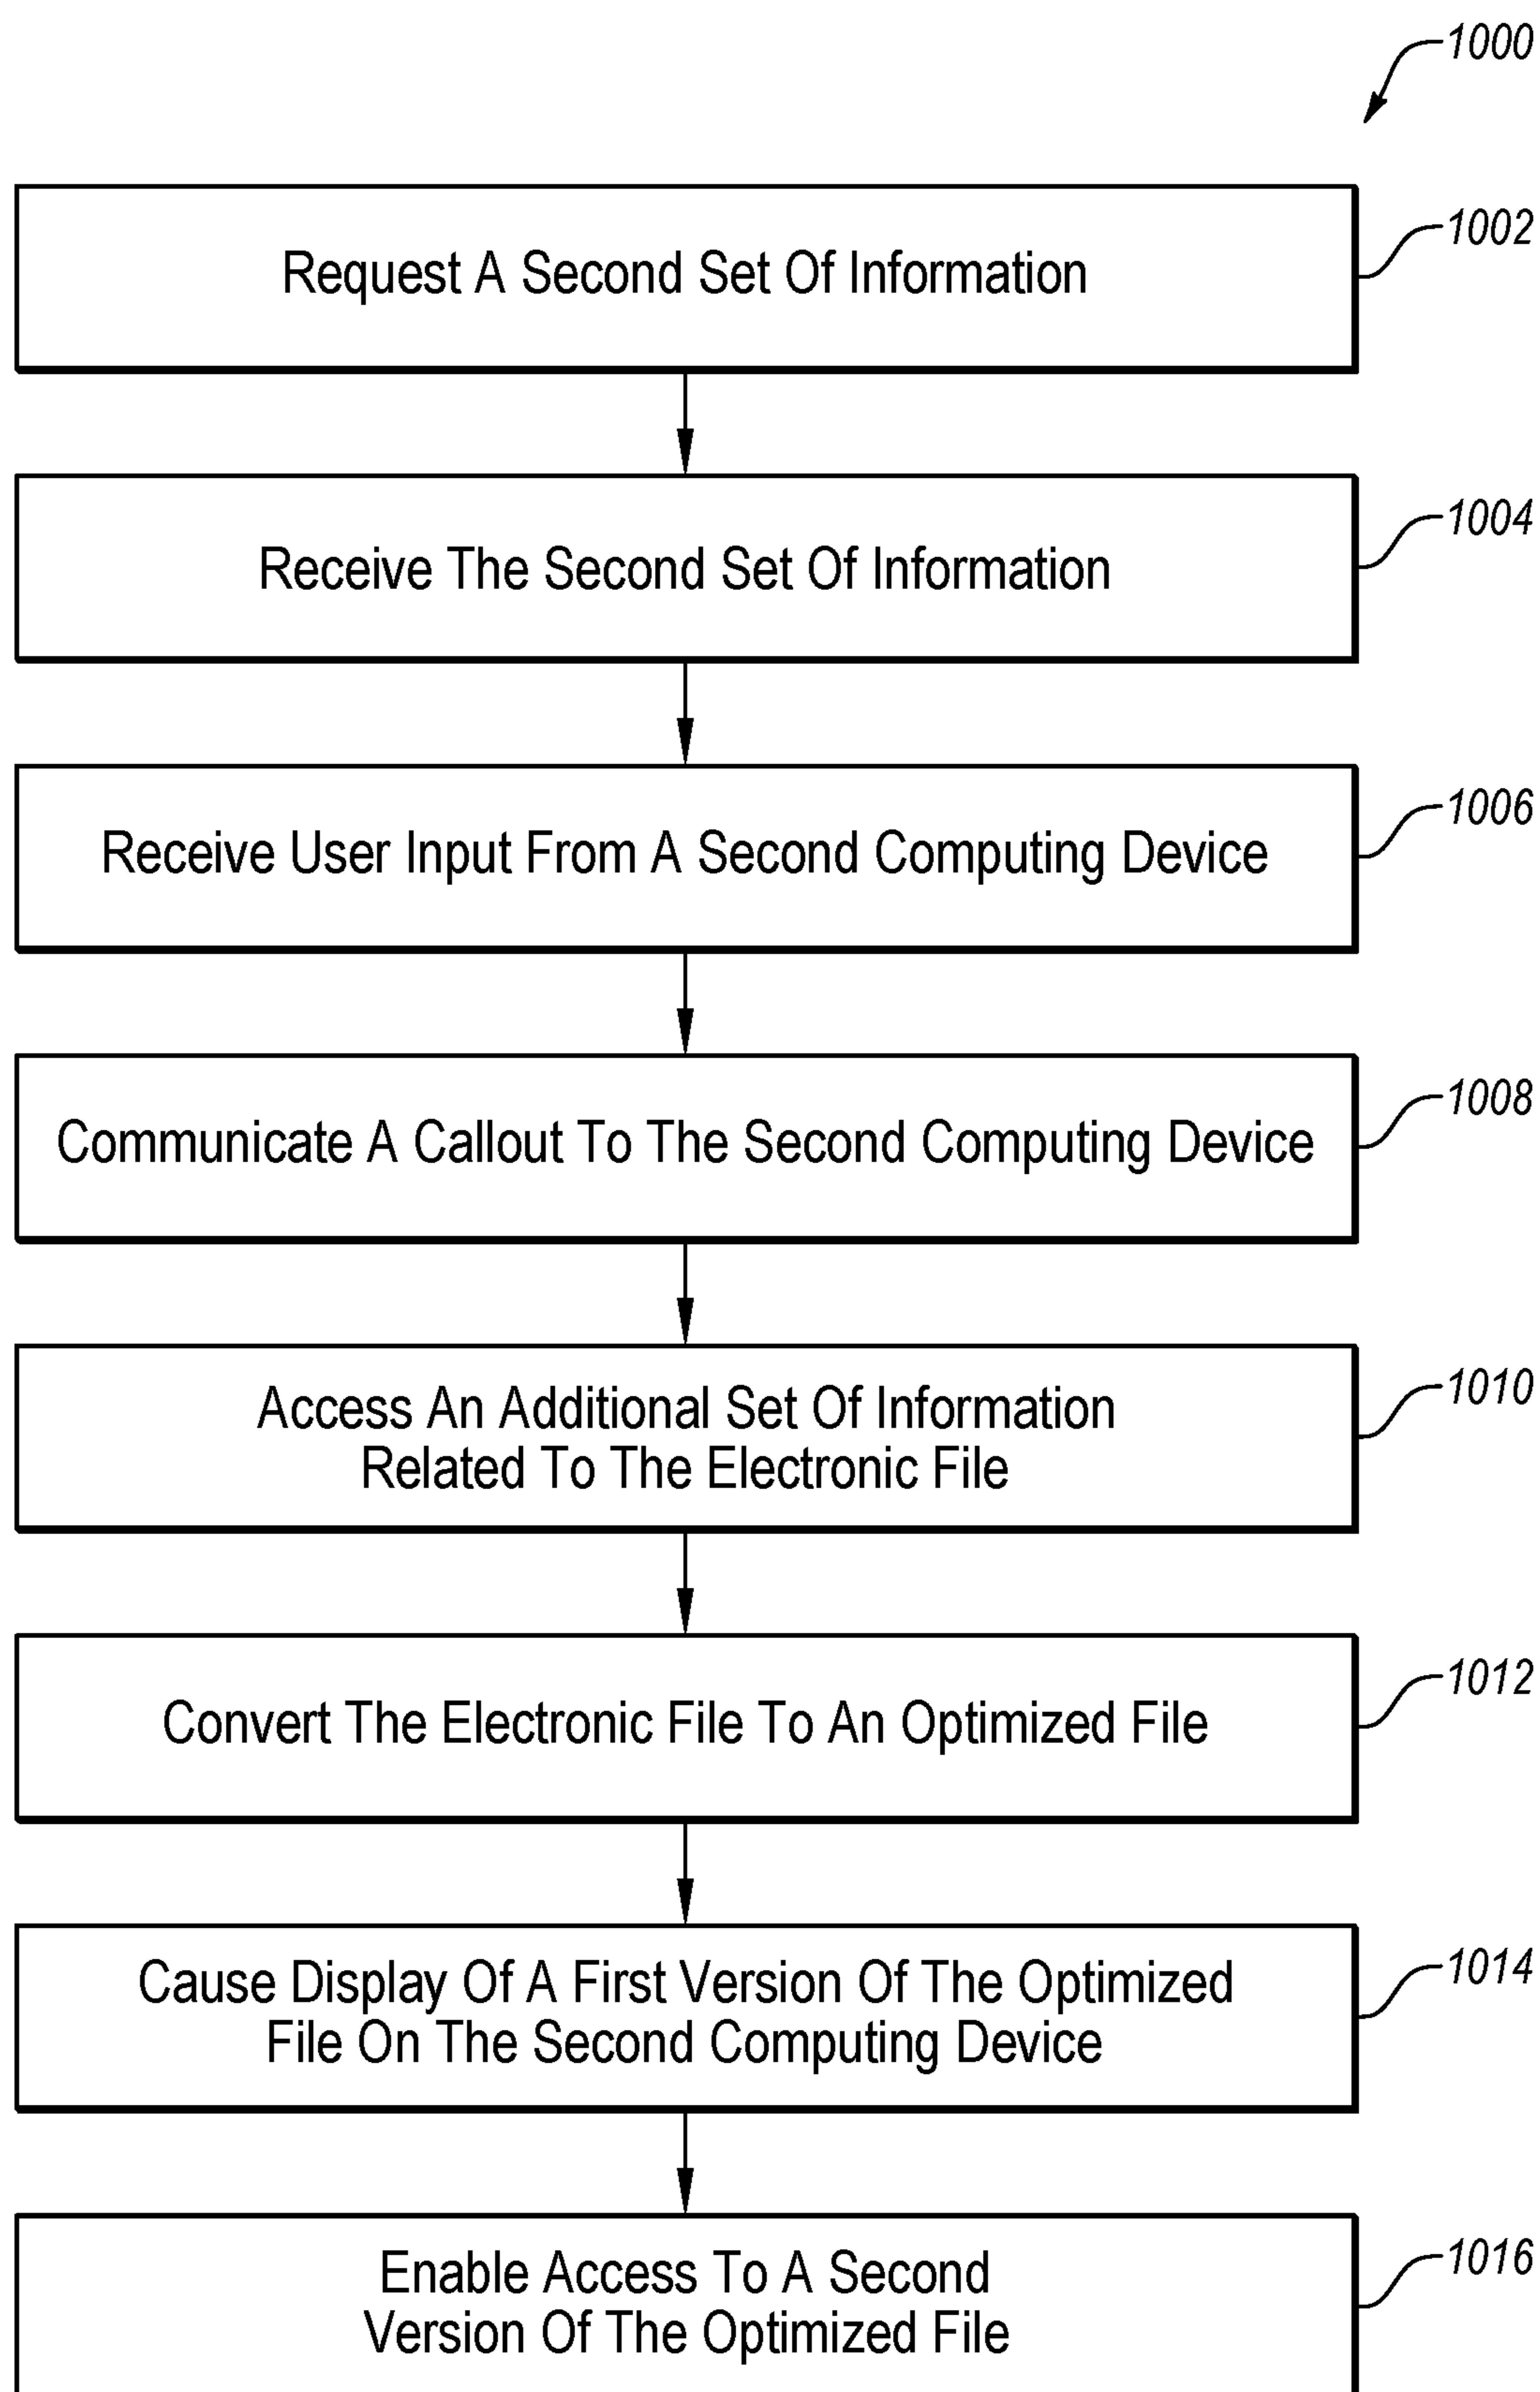 1000
Request A Second Set Of Information
1002
Receive The Second Set Of Information
1004
Receive User Input From A Second Computing Device
1006
Communicate A Callout To The Second Computing Device
1008
Access An Additional Set Of Information
Related To The Electronic File
1010
Convert The Electronic File To An Optimized File
1012
Cause Display Of A First Version Of The Optimized
File On The Second Computing Device
1014
Enable Access To A Second
Version Of The Optimized File
1016